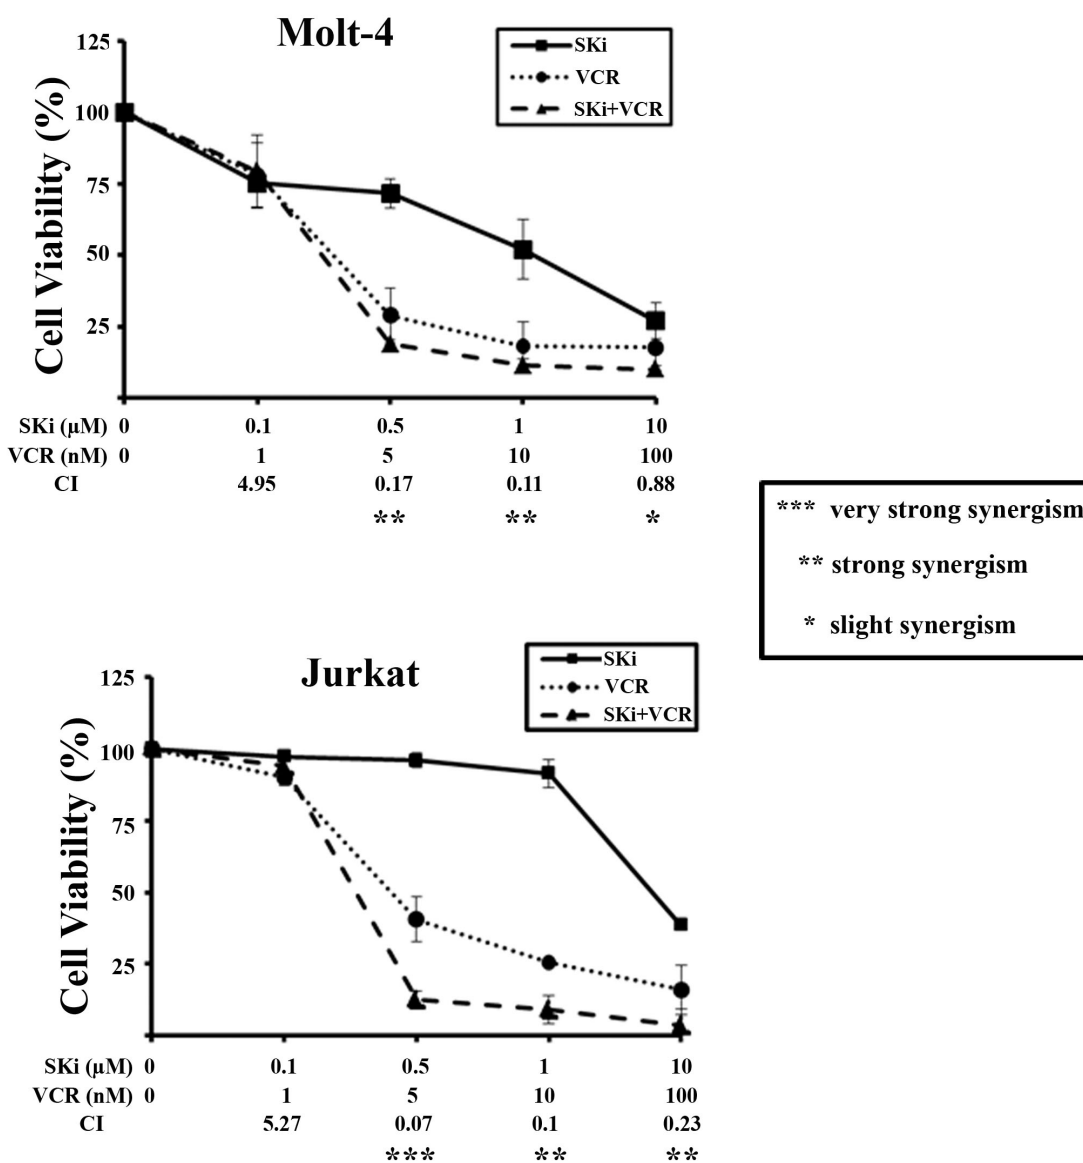 Molt-4
SKi
VCR
SKi+VCR
Cell Viability (%)
125
100
75
50
25
SKi (µM) 0 0.1 0.5 1 10
VCR (nM) 0 1 5 10 100
CI 4.95 0.17 0.11 0.88
** ** *
*** very strong synergism
** strong synergism
* slight synergism
Jurkat
SKi
VCR
SKi+VCR
Cell Viability (%)
125
100
75
50
25
SKi (µM) 0 0.1 0.5 1 10
VCR (nM) 0 1 5 10 100
CI 5.27 0.07 0.1 0.23
*** ** **